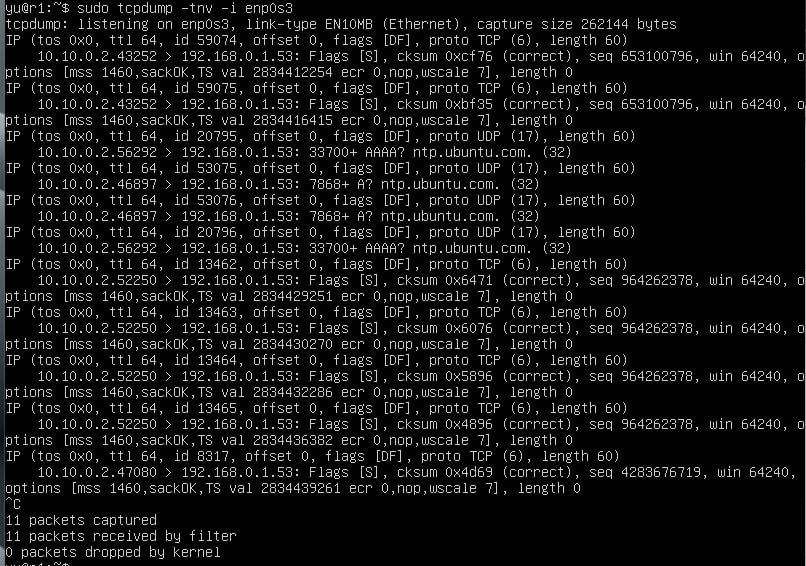 yu@r1:~$ sudo tcpdump -tnv -i enp0s3
tcpdump: listening on enp0s3, link-type EN10MB (Ethernet), capture size 262144 bytes
IP (tos 0x0, ttl 64, id 59074, offset 0, flags [DF], proto TCP (6), length 60)
    10.10.0.2.43252 > 192.168.0.1.53: Flags [S], cksum 0xcf76 (correct), seq 653100796, win 64240, o
ptions [mss 1460,sackOK,TS val 2834412254 ecr 0,nop,wscale 7], length 0
IP (tos 0x0, ttl 64, id 59075, offset 0, flags [DF], proto TCP (6), length 60)
    10.10.0.2.43252 > 192.168.0.1.53: Flags [S], cksum 0xbf35 (correct), seq 653100796, win 64240, o
ptions [mss 1460,sackOK,TS val 2834416415 ecr 0,nop,wscale 7], length 0
IP (tos 0x0, ttl 64, id 20795, offset 0, flags [DF], proto UDP (17), length 60)
    10.10.0.2.56292 > 192.168.0.1.53: 33700+ AAAA? ntp.ubuntu.com. (32)
IP (tos 0x0, ttl 64, id 53075, offset 0, flags [DF], proto UDP (17), length 60)
    10.10.0.2.46897 > 192.168.0.1.53: 7868+ A? ntp.ubuntu.com. (32)
IP (tos 0x0, ttl 64, id 53076, offset 0, flags [DF], proto UDP (17), length 60)
    10.10.0.2.46897 > 192.168.0.1.53: 7868+ A? ntp.ubuntu.com. (32)
IP (tos 0x0, ttl 64, id 20796, offset 0, flags [DF], proto UDP (17), length 60)
    10.10.0.2.56292 > 192.168.0.1.53: 33700+ AAAA? ntp.ubuntu.com. (32)
IP (tos 0x0, ttl 64, id 13462, offset 0, flags [DF], proto TCP (6), length 60)
    10.10.0.2.52250 > 192.168.0.1.53: Flags [S], cksum 0x6471 (correct), seq 964262378, win 64240, o
ptions [mss 1460,sackOK,TS val 2834429251 ecr 0,nop,wscale 7], length 0
IP (tos 0x0, ttl 64, id 13463, offset 0, flags [DF], proto TCP (6), length 60)
    10.10.0.2.52250 > 192.168.0.1.53: Flags [S], cksum 0x6076 (correct), seq 964262378, win 64240, o
ptions [mss 1460,sackOK,TS val 2834430270 ecr 0,nop,wscale 7], length 0
IP (tos 0x0, ttl 64, id 13464, offset 0, flags [DF], proto TCP (6), length 60)
    10.10.0.2.52250 > 192.168.0.1.53: Flags [S], cksum 0x5896 (correct), seq 964262378, win 64240, o
ptions [mss 1460,sackOK,TS val 2834432286 ecr 0,nop,wscale 7], length 0
IP (tos 0x0, ttl 64, id 13465, offset 0, flags [DF], proto TCP (6), length 60)
    10.10.0.2.52250 > 192.168.0.1.53: Flags [S], cksum 0x4896 (correct), seq 964262378, win 64240, o
ptions [mss 1460,sackOK,TS val 2834436382 ecr 0,nop,wscale 7], length 0
IP (tos 0x0, ttl 64, id 8317, offset 0, flags [DF], proto TCP (6), length 60)
    10.10.0.2.47080 > 192.168.0.1.53: Flags [S], cksum 0x4d69 (correct), seq 4283676719, win 64240,
options [mss 1460,sackOK,TS val 2834439261 ecr 0,nop,wscale 7], length 0
^C
11 packets captured
11 packets received by filter
0 packets dropped by kernel
yu@r1:~$